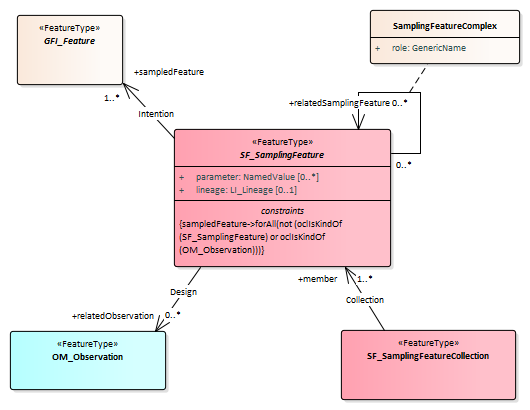 «FeatureType»
GFI_Feature
SamplingFeatureComplex
+ role: GenericName
+sampledFeature
1..*
Intention
+relatedSamplingFeature 0..*
0..*
«FeatureType»
SF_SamplingFeature
+ parameter: NamedValue [0..*]
+ lineage: LI_Lineage [0..1]
constraints
{sampledFeature->forAll(not (oclIsKindOf
(SF_SamplingFeature) or oclIsKindOf
(OM_Observation)))}
Design
+relatedObservation 0..*
+member 1..*
Collection
«FeatureType»
OM_Observation
«FeatureType»
SF_SamplingFeatureCollection